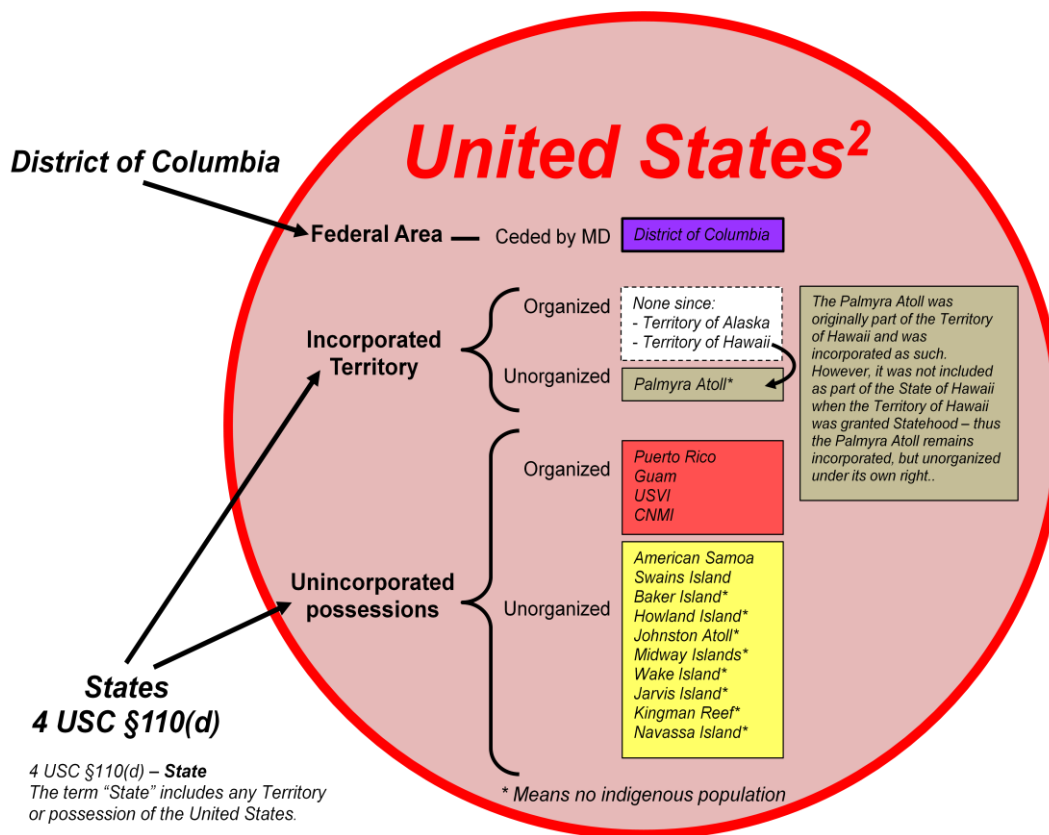 United States²
District of Columbia
Federal Area
Ceded by MD
District of Columbia
Incorporated
Territory
Organized
None since:
- Territory of Alaska
- Territory of Hawaii
Unorganized
Palmyra Atoll*
The Palmyra Atoll was
originally part of the Territory
of Hawaii and was
incorporated as such.
However, it was not included
as part of the State of Hawaii
when the Territory of Hawaii
was granted Statehood – thus
the Palmyra Atoll remains
incorporated, but unorganized
under its own right..
Unincorporated
possessions
Organized
Puerto Rico
Guam
USVI
CNMI
Unorganized
American Samoa
Swains Island
Baker Island*
Howland Island*
Johnston Atoll*
Midway Islands*
Wake Island*
Jarvis Island*
Kingman Reef*
Navassa Island*
States
4 USC §110(d)
4 USC §110(d) – State
The term “State” includes any Territory
or possession of the United States.
* Means no indigenous population